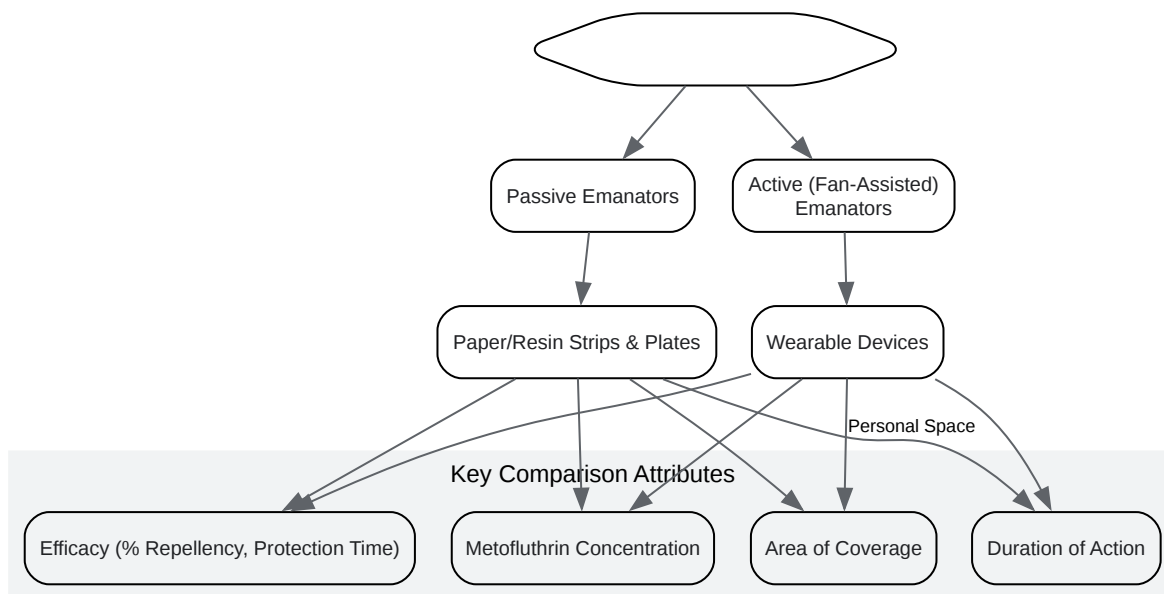 Passive Emanators
Active (Fan-Assisted)
Emanators
Paper/Resin Strips & Plates
Wearable Devices
Personal Space
Key Comparison Attributes
Efficacy (% Repellency, Protection Time)
Metofluthrin Concentration
Area of Coverage
Duration of Action